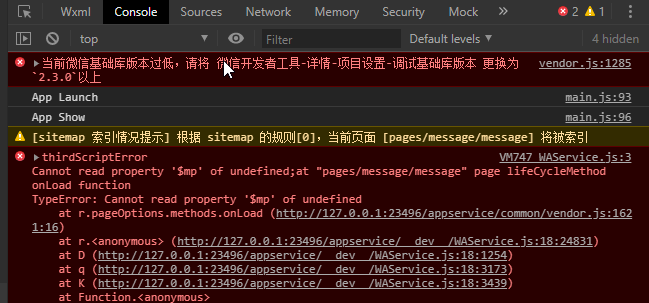 Wxml Console Sources Network Memory Mock » 2 1
top Filter Default levels 4 hidden
当前微信基础库版本过低,请将 微信开发者工具-详情-项目设置-调试基础库版本 更换为 vendor.js:1285
`2.3.0`以上
App Launch main.js:93
App Show main.js:96
[sitemap 索引情况提示] 根据 sitemap 的规则[0],当前页面 [pages/message/message] 将被索引
thirdScriptError VM747 WAService.js:3
Cannot read property '$mp' of undefined;at "pages/message/message" page lifeCycleMethod
onLoad function
TypeError: Cannot read property '$mp' of undefined
at r.pageOptions.methods.onLoad (http://127.0.0.1:23496/appservice/common/vendor.js:162
1:16)
at r.<anonymous> (http://127.0.0.1:23496/appservice/__dev__/WAService.js:18:24831)
at D (http://127.0.0.1:23496/appservice/__dev__/WAService.js:18:1254)
at q (http://127.0.0.1:23496/appservice/__dev__/WAService.js:18:3173)
at K (http://127.0.0.1:23496/appservice/__dev__/WAService.js:18:3439)
at Function.<anonymous>